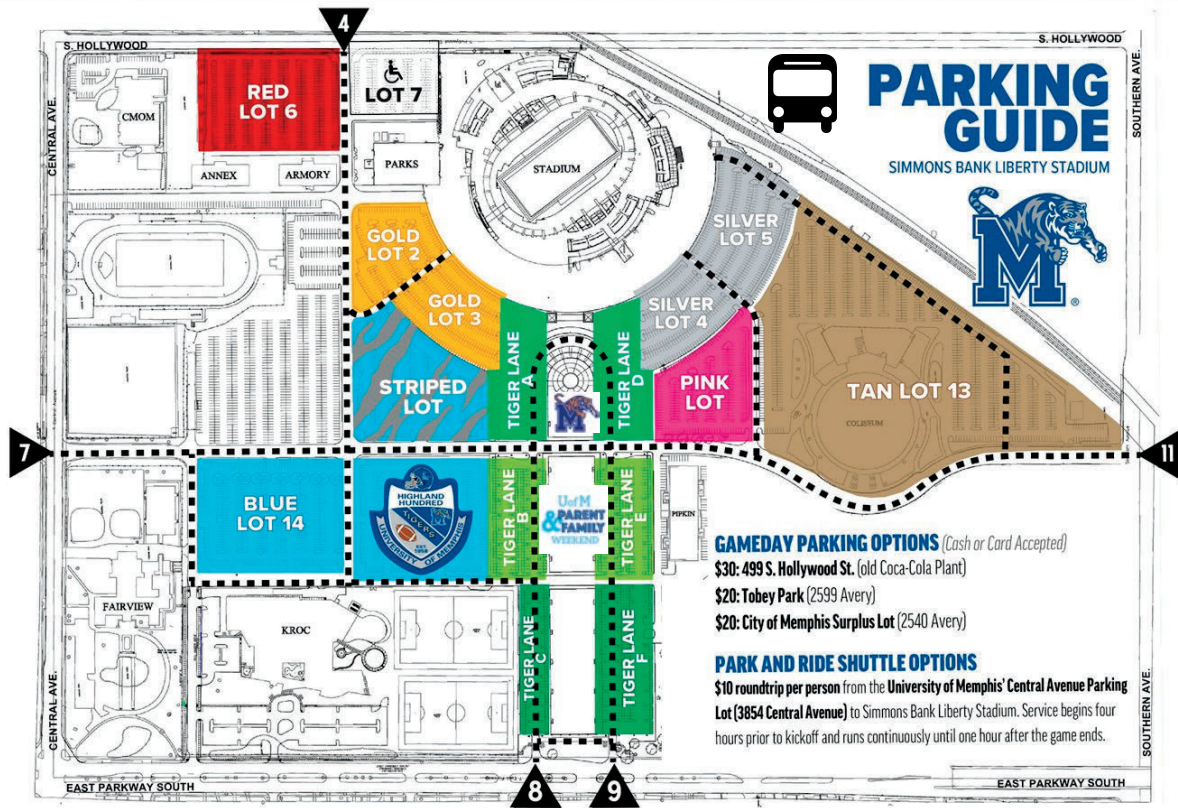 4
S. HOLLYWOOD
S. HOLLYWOOD
CENTRAL AVE.
SOUTHERN AVE.
PARKING
GUIDE
SIMMONS BANK LIBERTY STADIUM
M
®
CMOM
RED
LOT 6
LOT 7
ANNEX
ARMORY
PARKS
STADIUM
GOLD
LOT 2
GOLD
LOT 3
SILVER
LOT 5
SILVER
LOT 4
STRIPED
LOT
TIGER LANE
A
M
TIGER LANE
D
PINK
LOT
TAN LOT 13
COLISEUM
7
11
BLUE
LOT 14
HIGHLAND
HUNDRED
TIGERS
EST
1958
UNIVERSITY OF MEMPHIS
TIGER LANE
B
U of M
PARENT
& FAMILY
WEEKEND
TIGER LANE
E
PIPKIN
FAIRVIEW
KROC
TIGER LANE
C
TIGER LANE
F
GAMEDAY PARKING OPTIONS (Cash or Card Accepted)
$30: 499 S. Hollywood St. (old Coca-Cola Plant)
$20: Tobey Park (2599 Avery)
$20: City of Memphis Surplus Lot (2540 Avery)
PARK AND RIDE SHUTTLE OPTIONS
$10 roundtrip per person from the University of Memphis' Central Avenue Parking
Lot (3854 Central Avenue) to Simmons Bank Liberty Stadium. Service begins four
hours prior to kickoff and runs continuously until one hour after the game ends.
CENTRAL AVE.
SOUTHERN AVE.
EAST PARKWAY SOUTH
8
9
EAST PARKWAY SOUTH